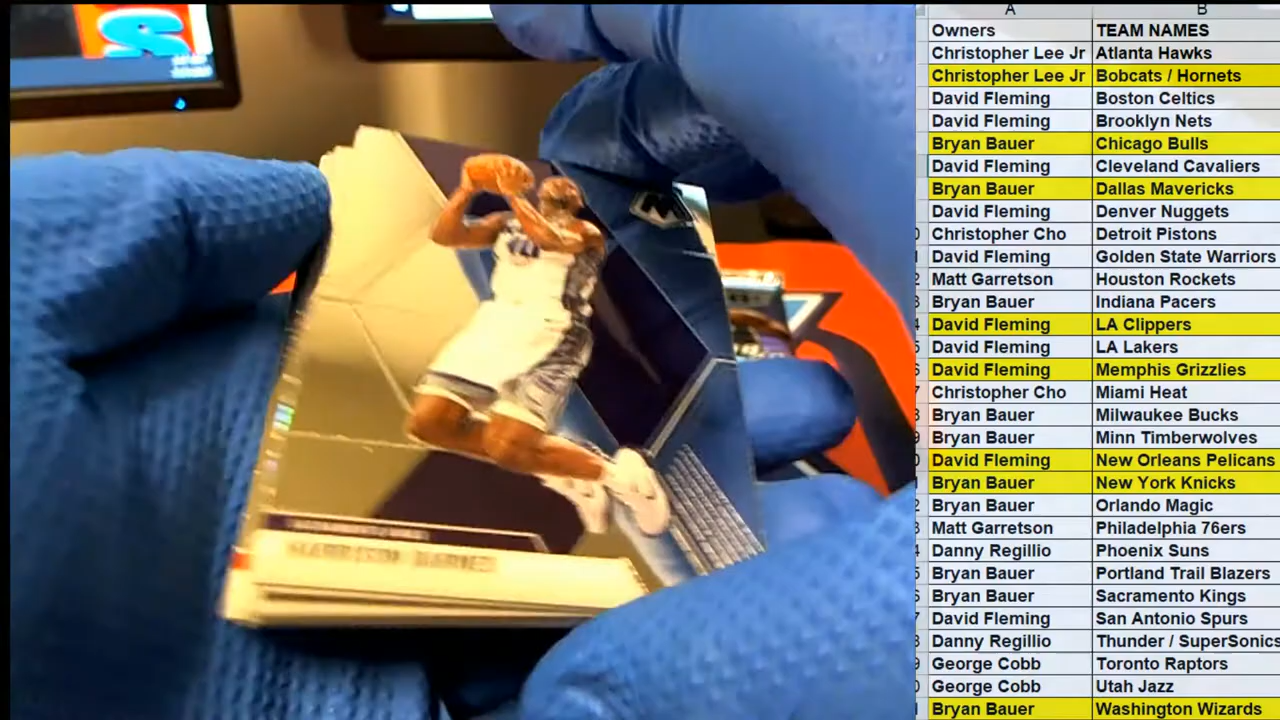 A B
Owners TEAM NAMES
Christopher Lee Jr Atlanta Hawks
Christopher Lee Jr Bobcats / Hornets
David Fleming Boston Celtics
David Fleming Brooklyn Nets
Bryan Bauer Chicago Bulls
David Fleming Cleveland Cavaliers
Bryan Bauer Dallas Mavericks
David Fleming Denver Nuggets
Christopher Cho Detroit Pistons
David Fleming Golden State Warriors
Matt Garretson Houston Rockets
Bryan Bauer Indiana Pacers
David Fleming LA Clippers
David Fleming LA Lakers
David Fleming Memphis Grizzlies
Christopher Cho Miami Heat
Bryan Bauer Milwaukee Bucks
Bryan Bauer Minn Timberwolves
David Fleming New Orleans Pelicans
Bryan Bauer New York Knicks
Bryan Bauer Orlando Magic
Matt Garretson Philadelphia 76ers
Danny Regillio Phoenix Suns
Bryan Bauer Portland Trail Blazers
Bryan Bauer Sacramento Kings
David Fleming San Antonio Spurs
Danny Regillio Thunder / SuperSonics
George Cobb Toronto Raptors
George Cobb Utah Jazz
Bryan Bauer Washington Wizards
HARRISON BARNES